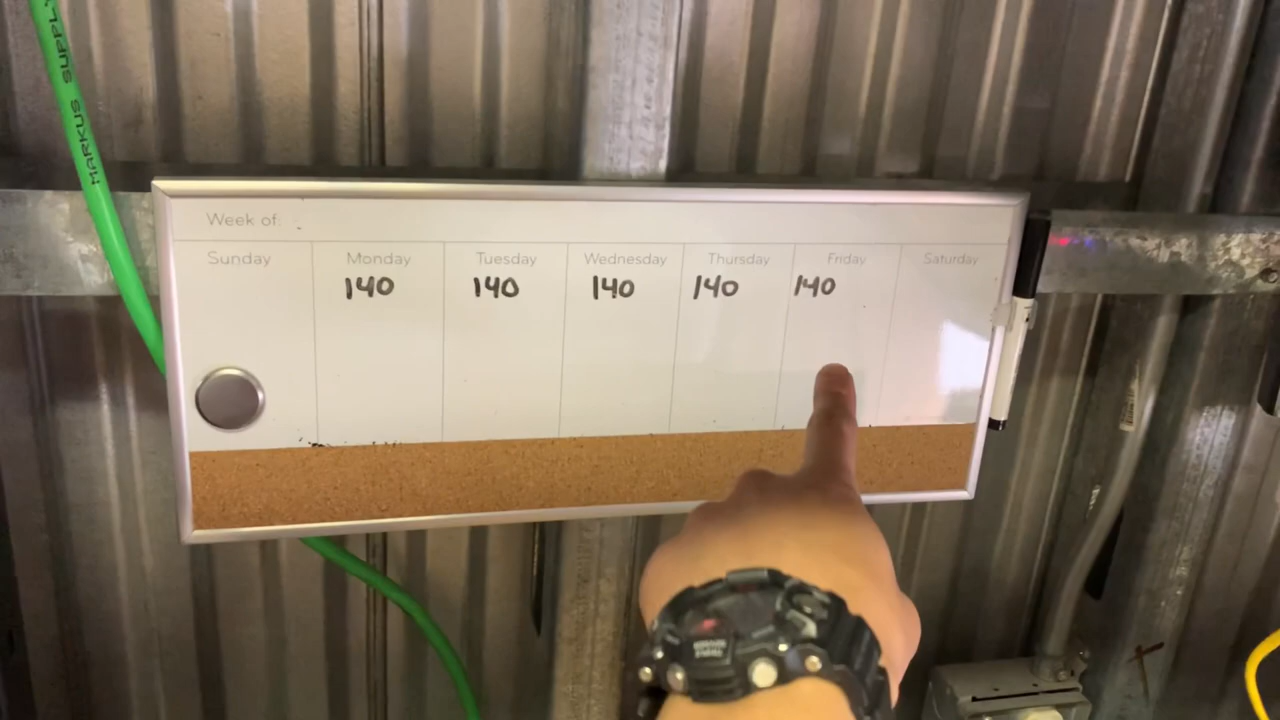 MARKUS SUPPLY
Week of:
Sunday Monday Tuesday Wednesday Thursday Friday Saturday
140 140 140 140 140